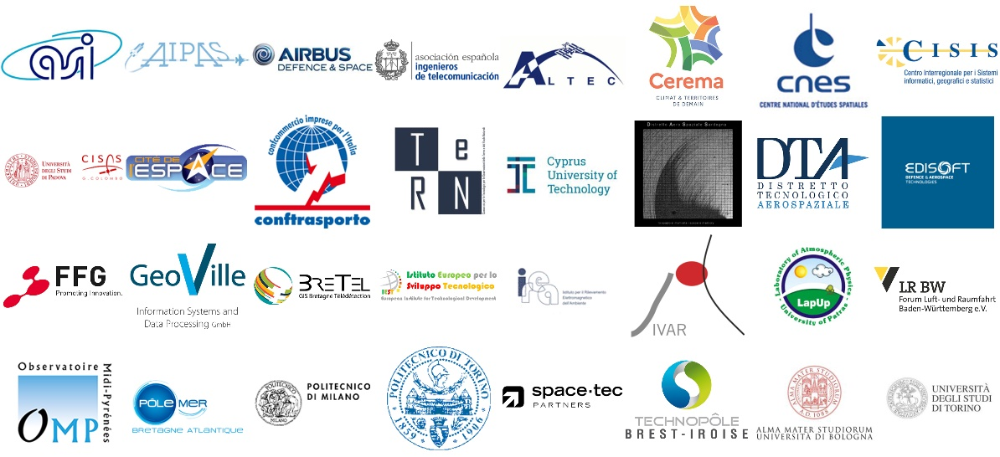 asi
AIPAS
AIRBUS
DEFENCE & SPACE
asociación española
ingenieros
de telecomunicación
ALTEC
Cerema
CLIMAT & TERRITOIRES
DE DEMAIN
cnes
CENTRE NATIONAL D'ÉTUDES SPATIALES
CISIS
Centro Interregionale per i Sistemi
informatici, geografici e statistici
UNIVERSITÀ
DEGLI STUDI
DI PADOVA
CISAS
G. COLOMBO
CITÉ DE
l'ESPACE
confcommercio imprese per l'italia
conftrasporto
TeRN
Cyprus
University of
Technology
Distretto Aero Spaziale Sardegna
DTA
DISTRETTO
TECNOLOGICO
AEROSPAZIALE
EDISOFT
DEFENCE & AEROSPACE
TECHNOLOGIES
FFG
Promoting Innovation.
GeoVille
Information Systems and
Data Processing GmbH
BRETEL
GIS Bretagne Télédétection
Istituto Europeo per lo
Sviluppo Tecnologico
IEST
European Institute for Technological Development
irea
Istituto per il Rilevamento
Elettromagnetico
dell'Ambiente
IVAR
Laboratory of Atmospheric Physics
LapUp
University of Patras
LR BW
Forum Luft- und Raumfahrt
Baden-Württemberg e.V.
Observatoire
Midi-Pyrénées
OMP
PÔLE MER
BRETAGNE ATLANTIQUE
POLITECNICO
MILANO
POLITECNICO
DI MILANO
POLITECNICO DI TORINO
1859
1906
space·tec
PARTNERS
TECHNOPÔLE
BREST-IROISE
ALMA MATER STUDIORUM
A.D. 1088
ALMA MATER STUDIORUM
UNIVERSITÀ DI BOLOGNA
UNIVERSITÀ
DEGLI STUDI
DI TORINO